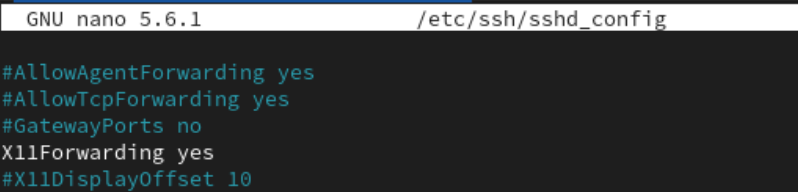 GNU nano 5.6.1 /etc/ssh/sshd_config
#AllowAgentForwarding yes
#AllowTcpForwarding yes
#GatewayPorts no
X11Forwarding yes
#X11DisplayOffset 10